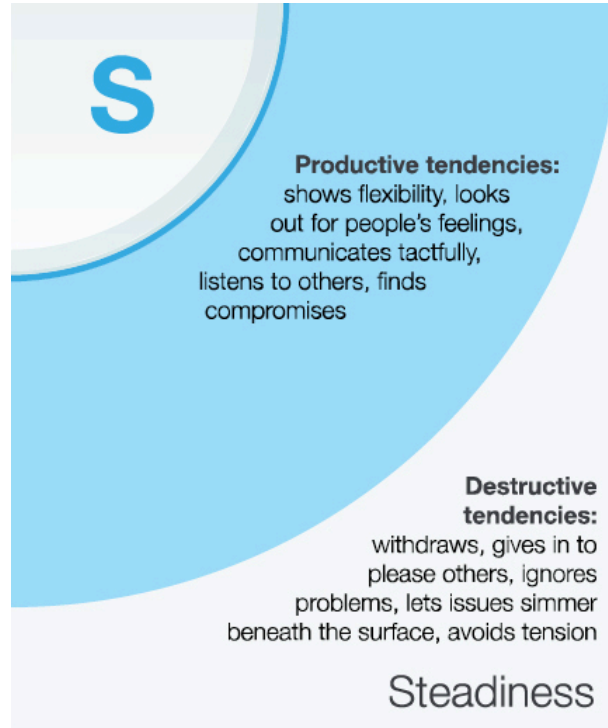 S
Productive tendencies:
shows flexibility, looks
out for people's feelings,
communicates tactfully,
listens to others, finds
compromises
Destructive
tendencies:
withdraws, gives in to
please others, ignores
problems, lets issues simmer
beneath the surface, avoids tension
Steadiness